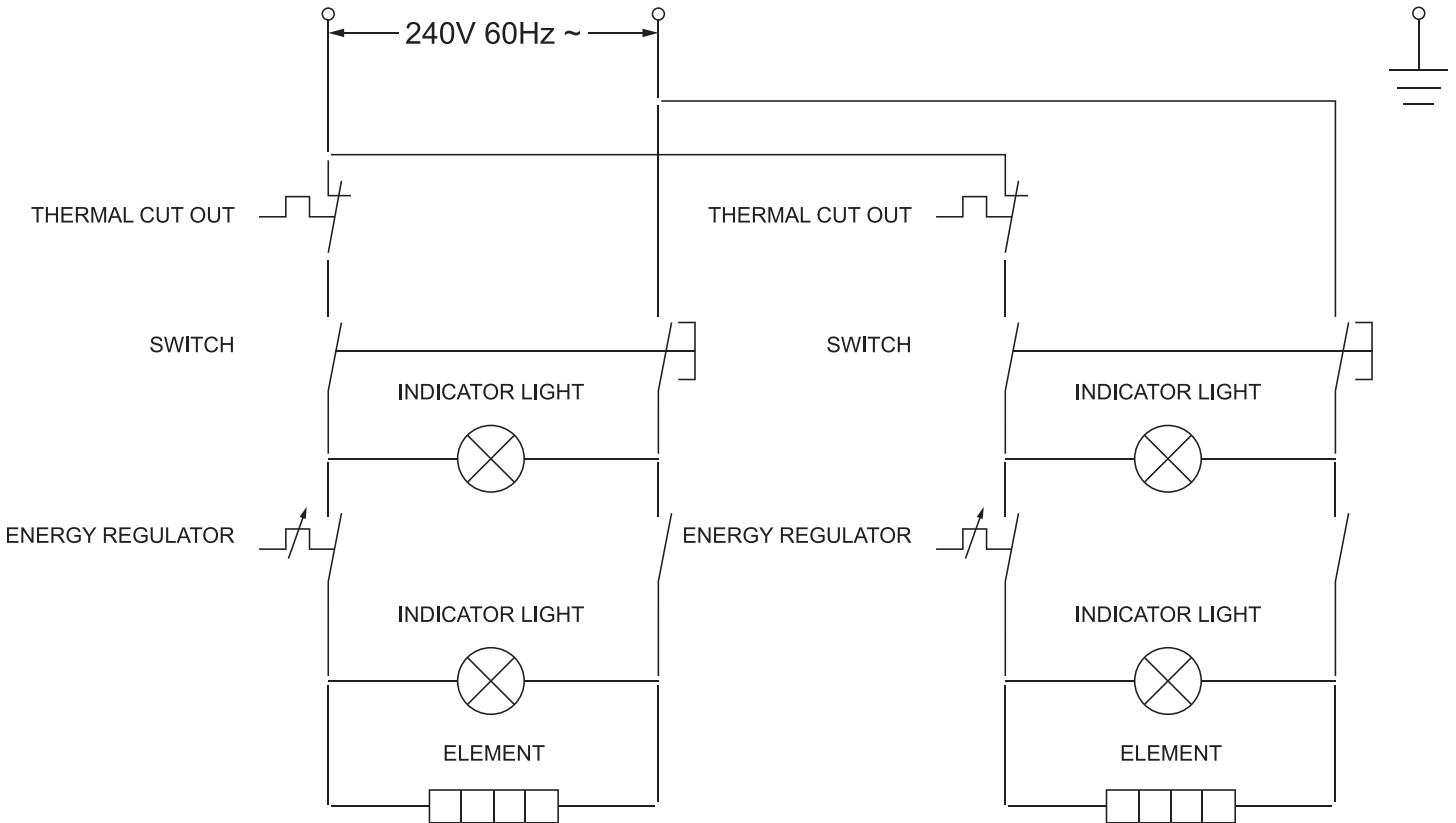 240V 60Hz ~
THERMAL CUT OUT
THERMAL CUT OUT
SWITCH
SWITCH
INDICATOR LIGHT
INDICATOR LIGHT
ENERGY REGULATOR
ENERGY REGULATOR
INDICATOR LIGHT
INDICATOR LIGHT
ELEMENT
ELEMENT